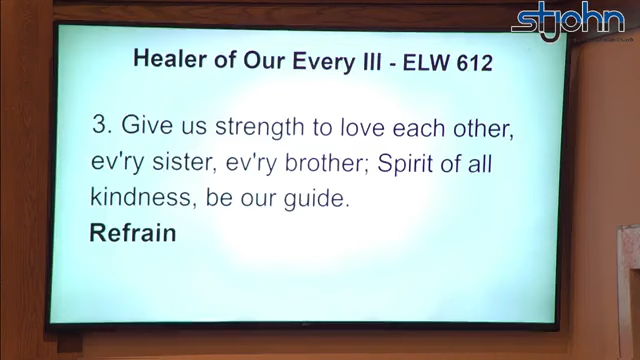 stjohn
Healer of Our Every Ill - ELW 612
3. Give us strength to love each other,
ev'ry sister, ev'ry brother; Spirit of all
kindness, be our guide.
Refrain